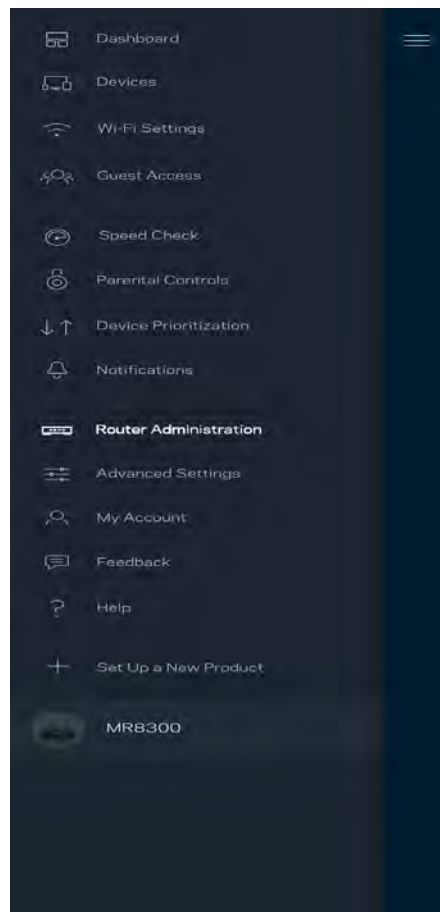 Dashboard
Devices
Wi-Fi Settings
Guest Access
Speed Check
Parental Controls
Device Prioritization
Notifications
Router Administration
Advanced Settings
My Account
Feedback
Help
Set Up a New Product
MR8300